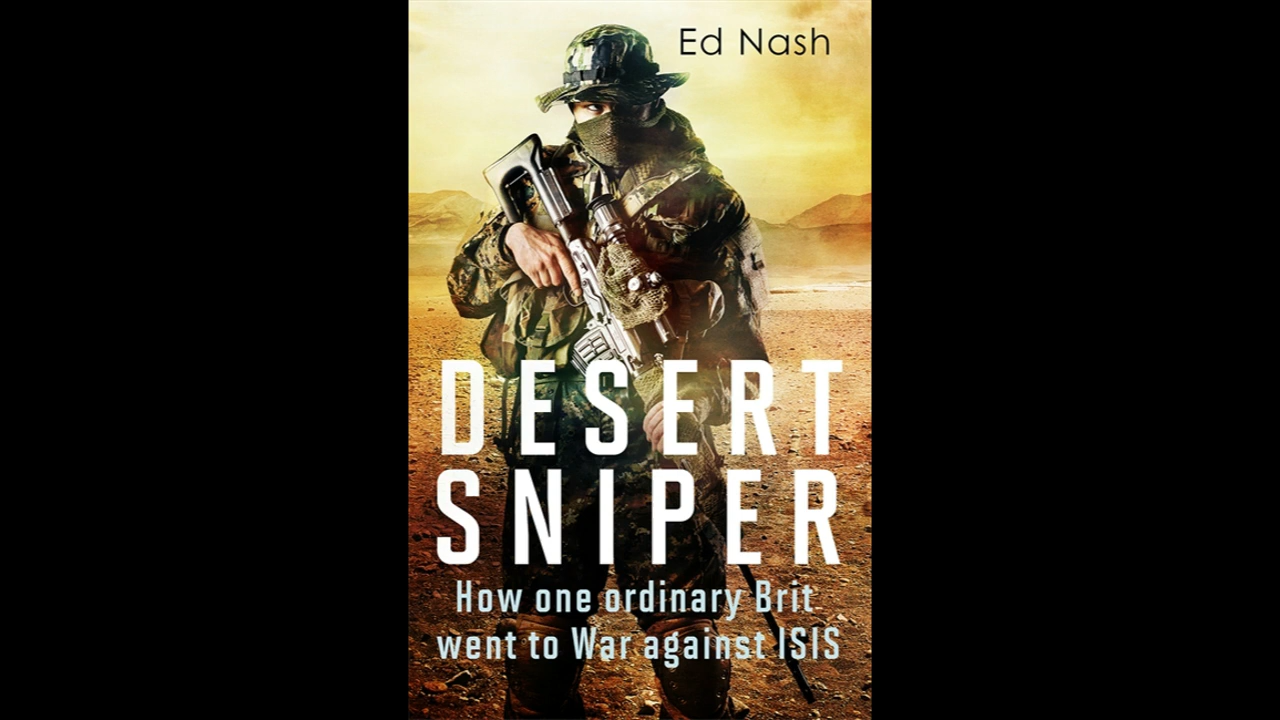 Ed Nash
DESERT
SNIPER
How one ordinary Brit
went to War against ISIS